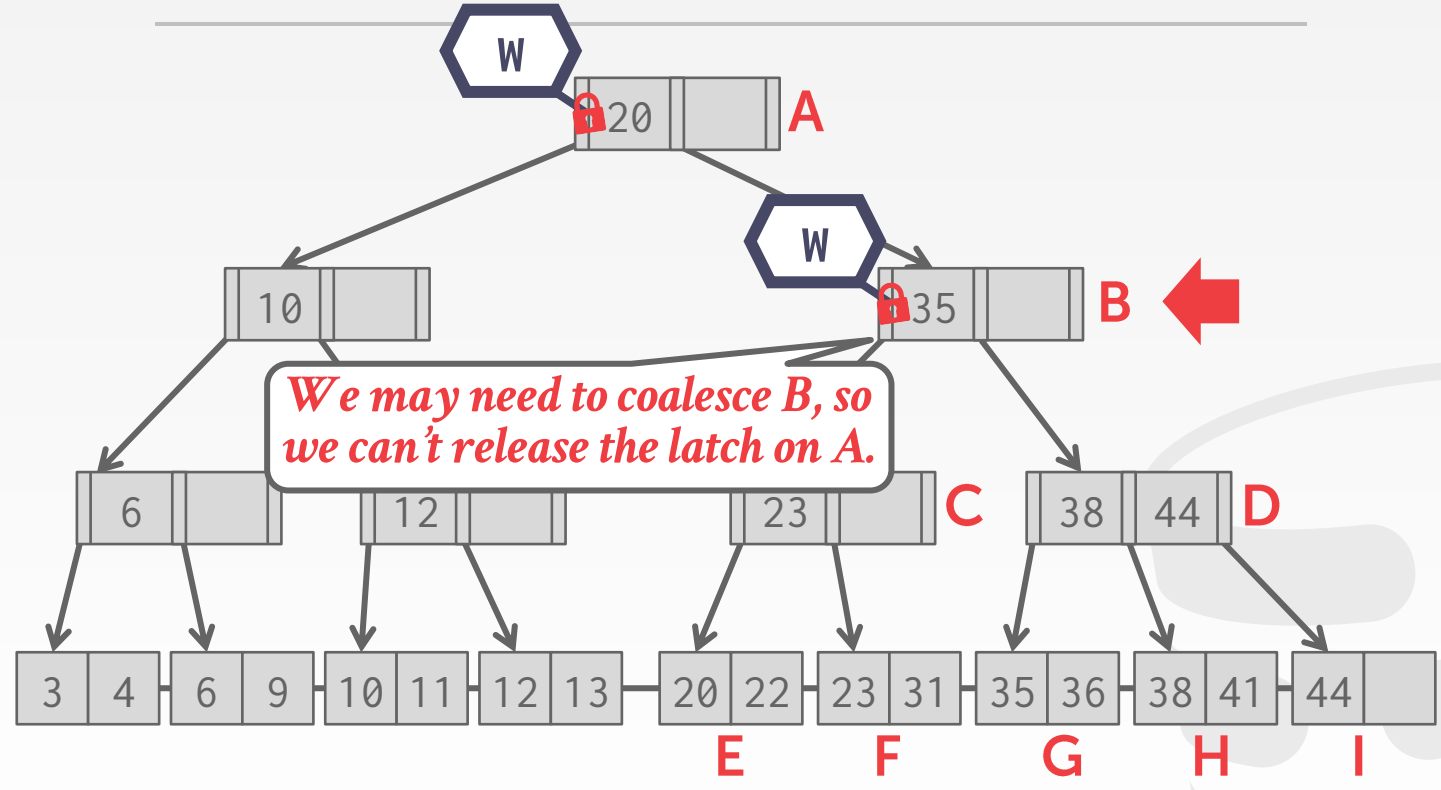 W
20 A
W
10 35 B
We may need to coalesce B, so
we can't release the latch on A.
6 12 23 C 38 44 D
3 4 6 9 10 11 12 13 20 22 23 31 35 36 38 41 44
E F G H I